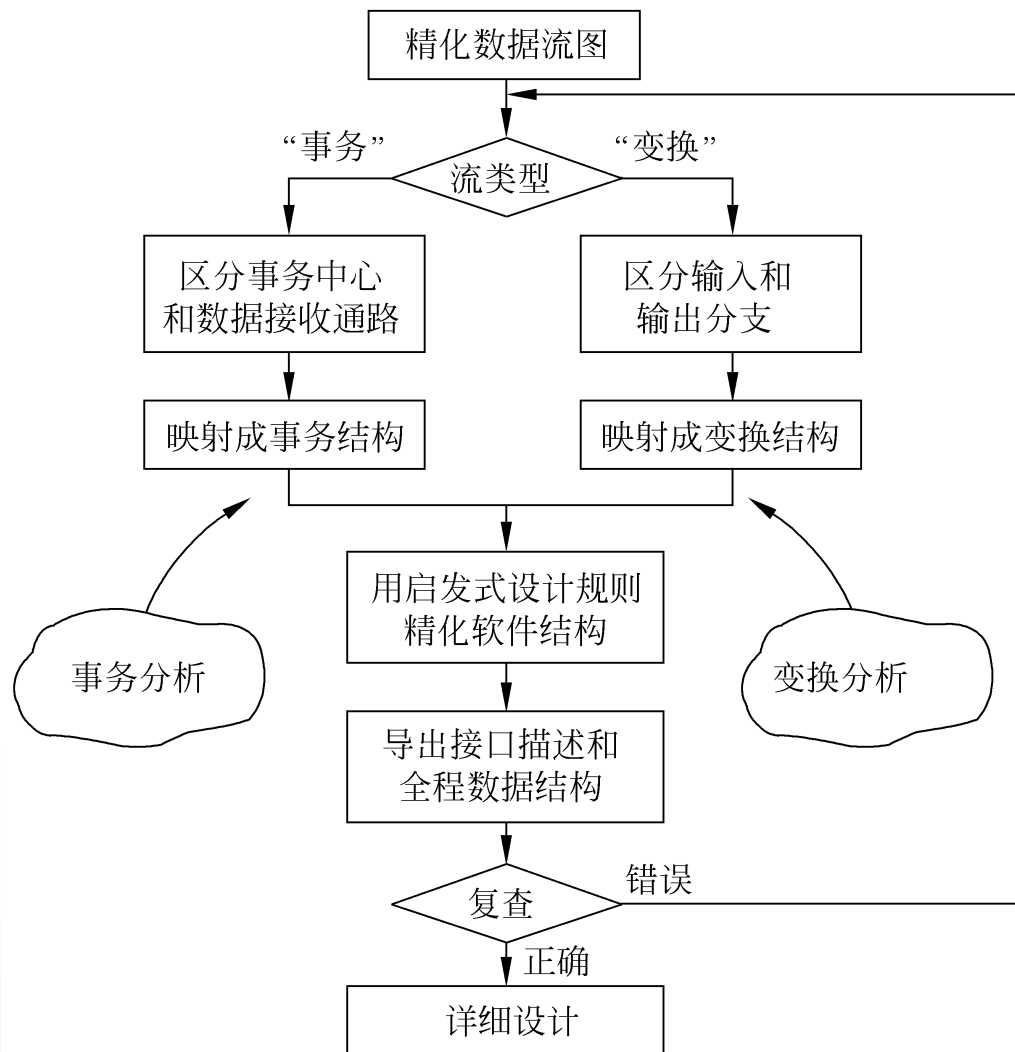 精化数据流图
“事务”
“变换”
流类型
区分事务中心
和数据接收通路
区分输入和
输出分支
映射成事务结构
映射成变换结构
用启发式设计规则
精化软件结构
事务分析
变换分析
导出接口描述和
全程数据结构
错误
复查
正确
详细设计